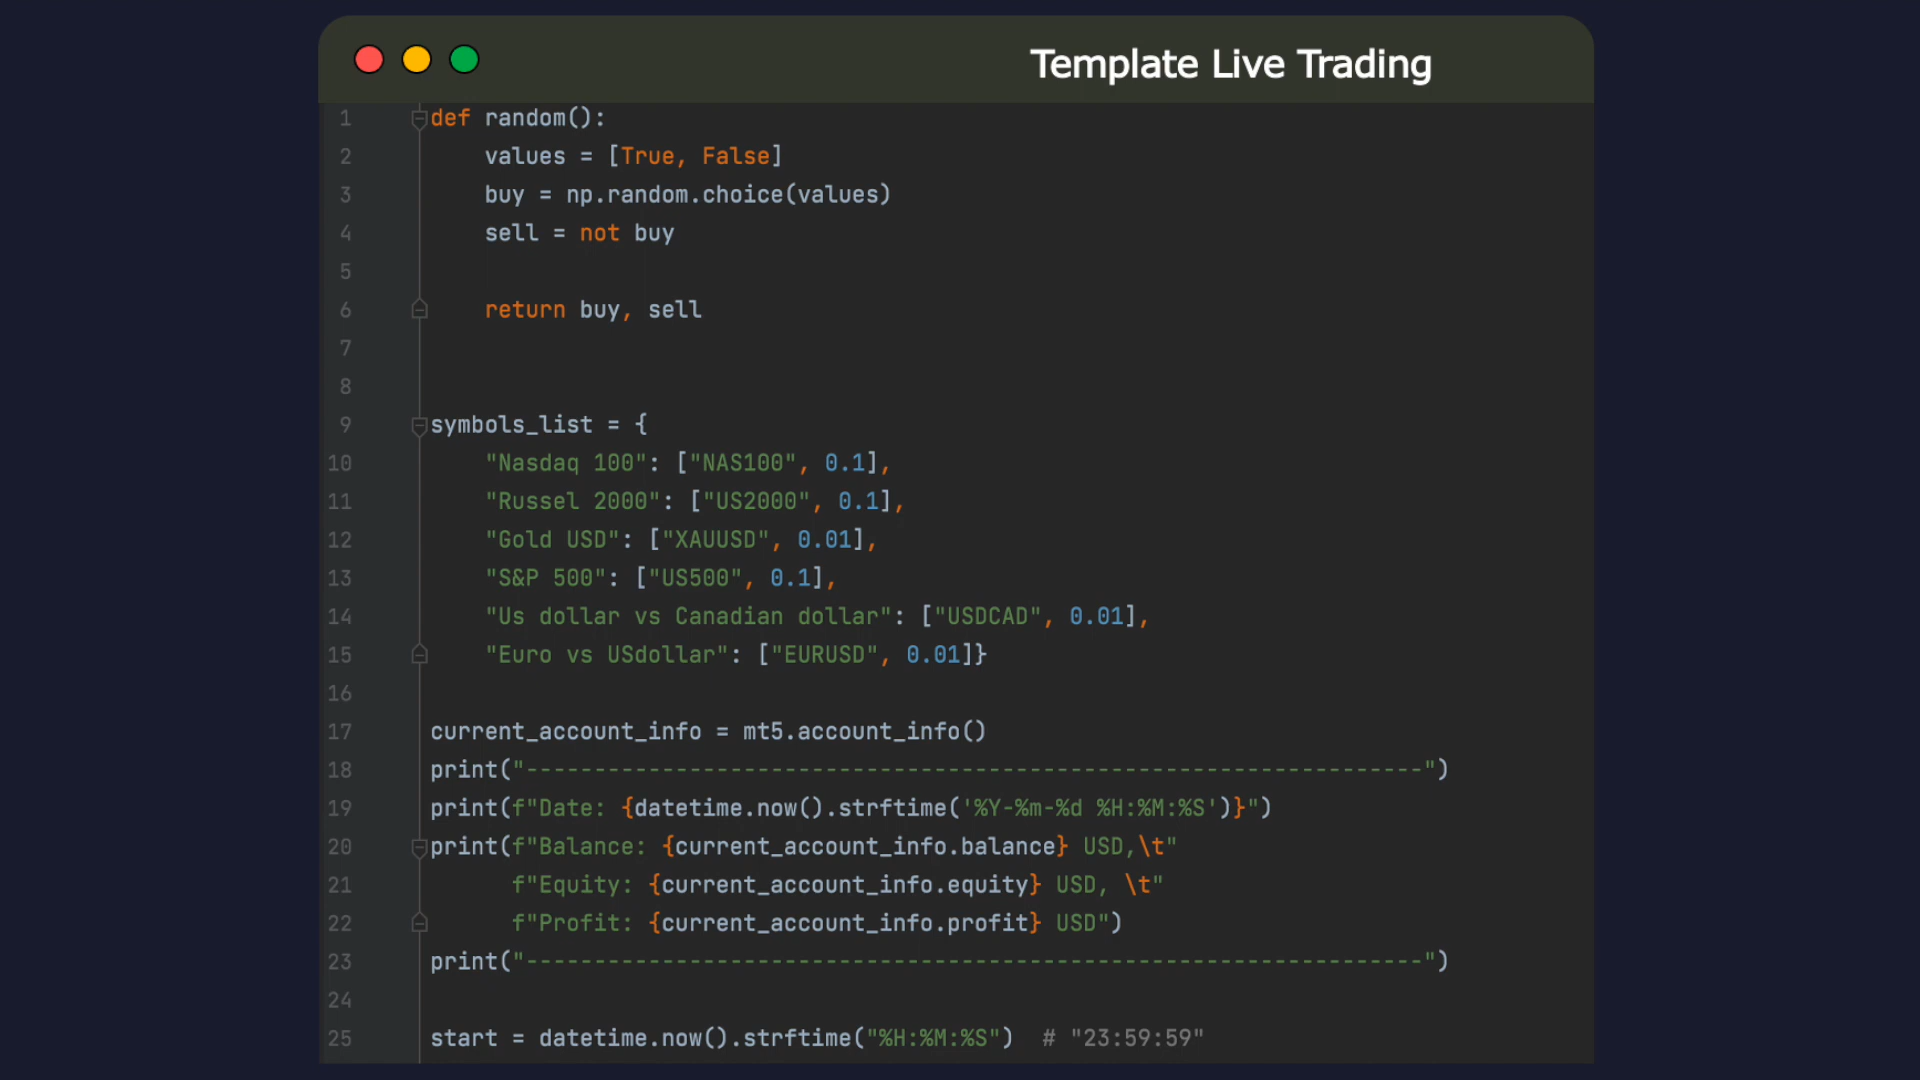 Template Live Trading
1 def random():
2     values = [True, False]
3     buy = np.random.choice(values)
4     sell = not buy
5
6     return buy, sell
7
8
9 symbols_list = {
10     "Nasdaq 100": ["NAS100", 0.1],
11     "Russel 2000": ["US2000", 0.1],
12     "Gold USD": ["XAUUSD", 0.01],
13     "S&P 500": ["US500", 0.1],
14     "Us dollar vs Canadian dollar": ["USDCAD", 0.01],
15     "Euro vs USdollar": ["EURUSD", 0.01]}
16
17 current_account_info = mt5.account_info()
18 print("------------------------------------------------------------------")
19 print(f"Date: {datetime.now().strftime('%Y-%m-%d %H:%M:%S')}")
20 print(f"Balance: {current_account_info.balance} USD,\t"
21       f"Equity: {current_account_info.equity} USD, \t"
22       f"Profit: {current_account_info.profit} USD")
23 print("------------------------------------------------------------------")
24
25 start = datetime.now().strftime("%H:%M:%S")  # "23:59:59"